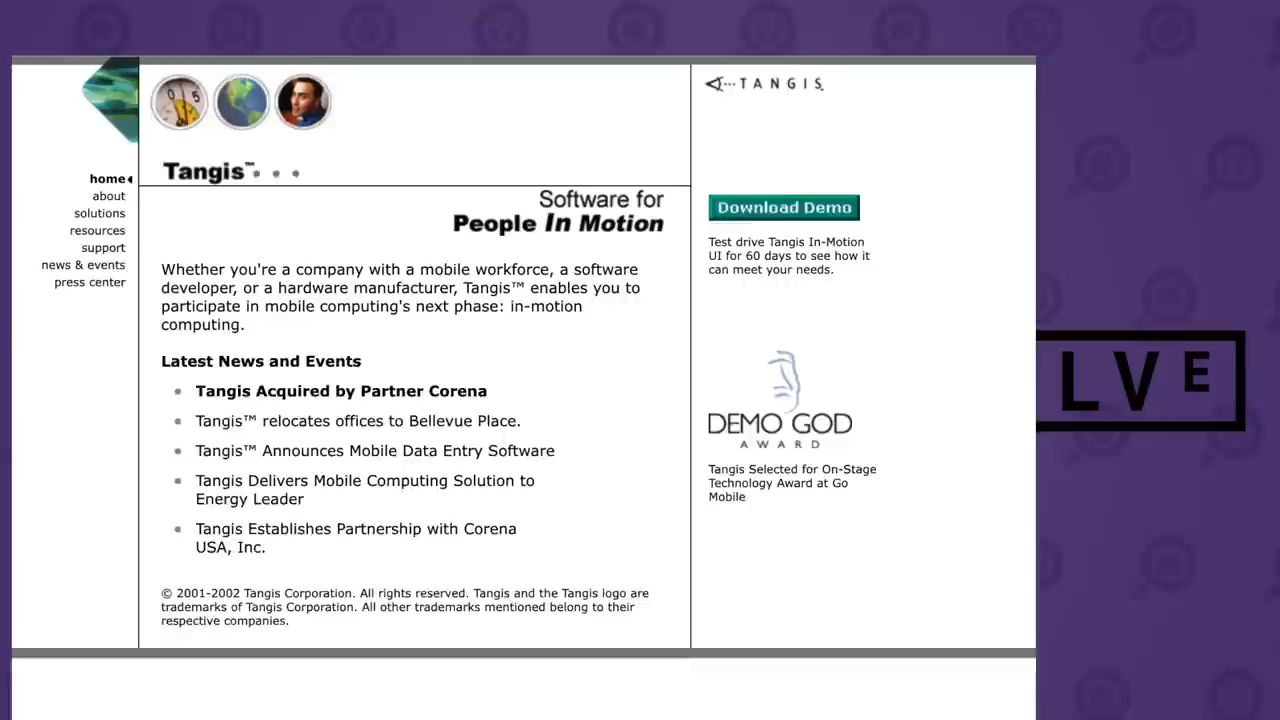 0 5
TANGIS
home
about
solutions
resources
support
news & events
press center
Tangis™
Software for
People In Motion
Whether you're a company with a mobile workforce, a software
developer, or a hardware manufacturer, Tangis™ enables you to
participate in mobile computing's next phase: in-motion
computing.
Latest News and Events
Tangis Acquired by Partner Corena
Tangis™ relocates offices to Bellevue Place.
Tangis™ Announces Mobile Data Entry Software
Tangis Delivers Mobile Computing Solution to
Energy Leader
Tangis Establishes Partnership with Corena
USA, Inc.
© 2001-2002 Tangis Corporation. All rights reserved. Tangis and the Tangis logo are
trademarks of Tangis Corporation. All other trademarks mentioned belong to their
respective companies.
Download Demo
Test drive Tangis In-Motion
UI for 60 days to see how it
can meet your needs.
DEMO GOD
AWARD
Tangis Selected for On-Stage
Technology Award at Go
Mobile
LVE